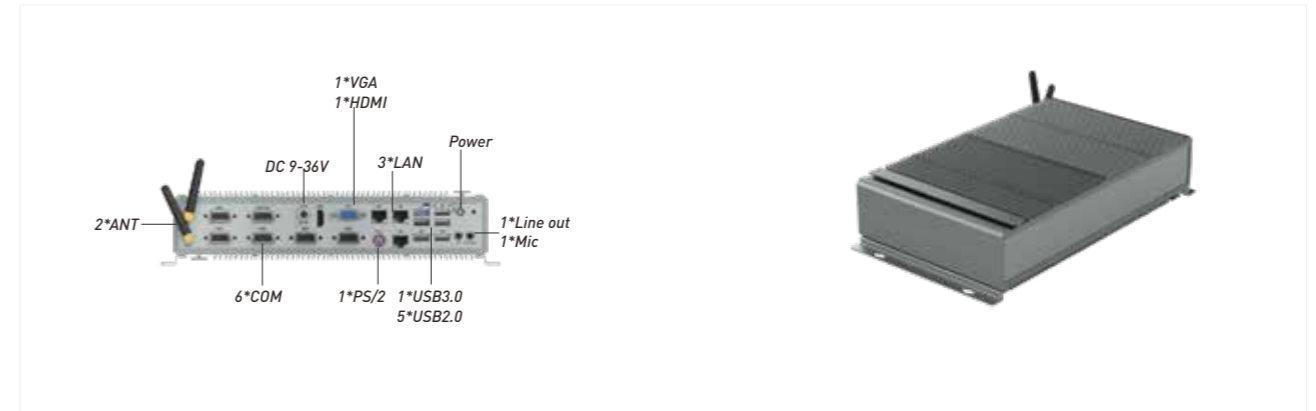 1*VGA
1*HDMI
Power
DC 9-36V
3*LAN
2*ANT
1*Line out
1*Mic
6*COM
1*PS/2
1*USB3.0
5*USB2.0